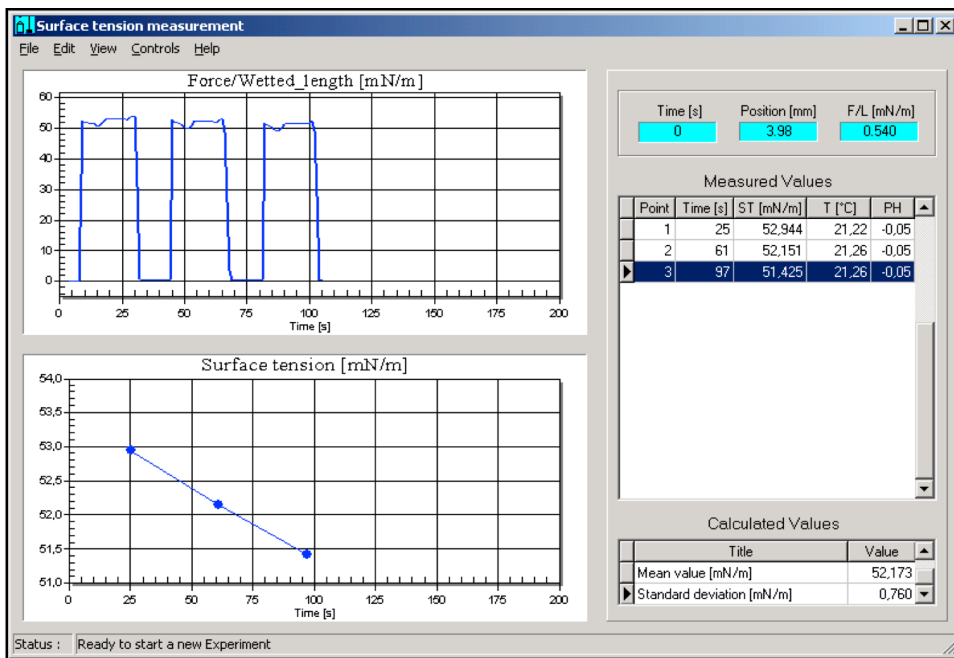 Surface tension measurement
File Edit View Controls Help
Force/Wetted_length [mN/m]
60
50
40
30
20
10
0
0 25 50 75 100 125 150 175 200
Time [s]
Surface tension [mN/m]
54,0
53,5
53,0
52,5
52,0
51,5
51,0
0 25 50 75 100 125 150 175 200
Time [s]
Time [s] Position [mm] F/L [mN/m]
0 3.98 0.540
Measured Values
Point Time [s] ST [mN/m] T [°C] PH
1 25 52,944 21,22 -0,05
2 61 52,151 21,26 -0,05
3 97 51,425 21,26 -0,05
Calculated Values
Title Value
Mean value [mN/m] 52,173
Standard deviation [mN/m] 0,760
Status : Ready to start a new Experiment